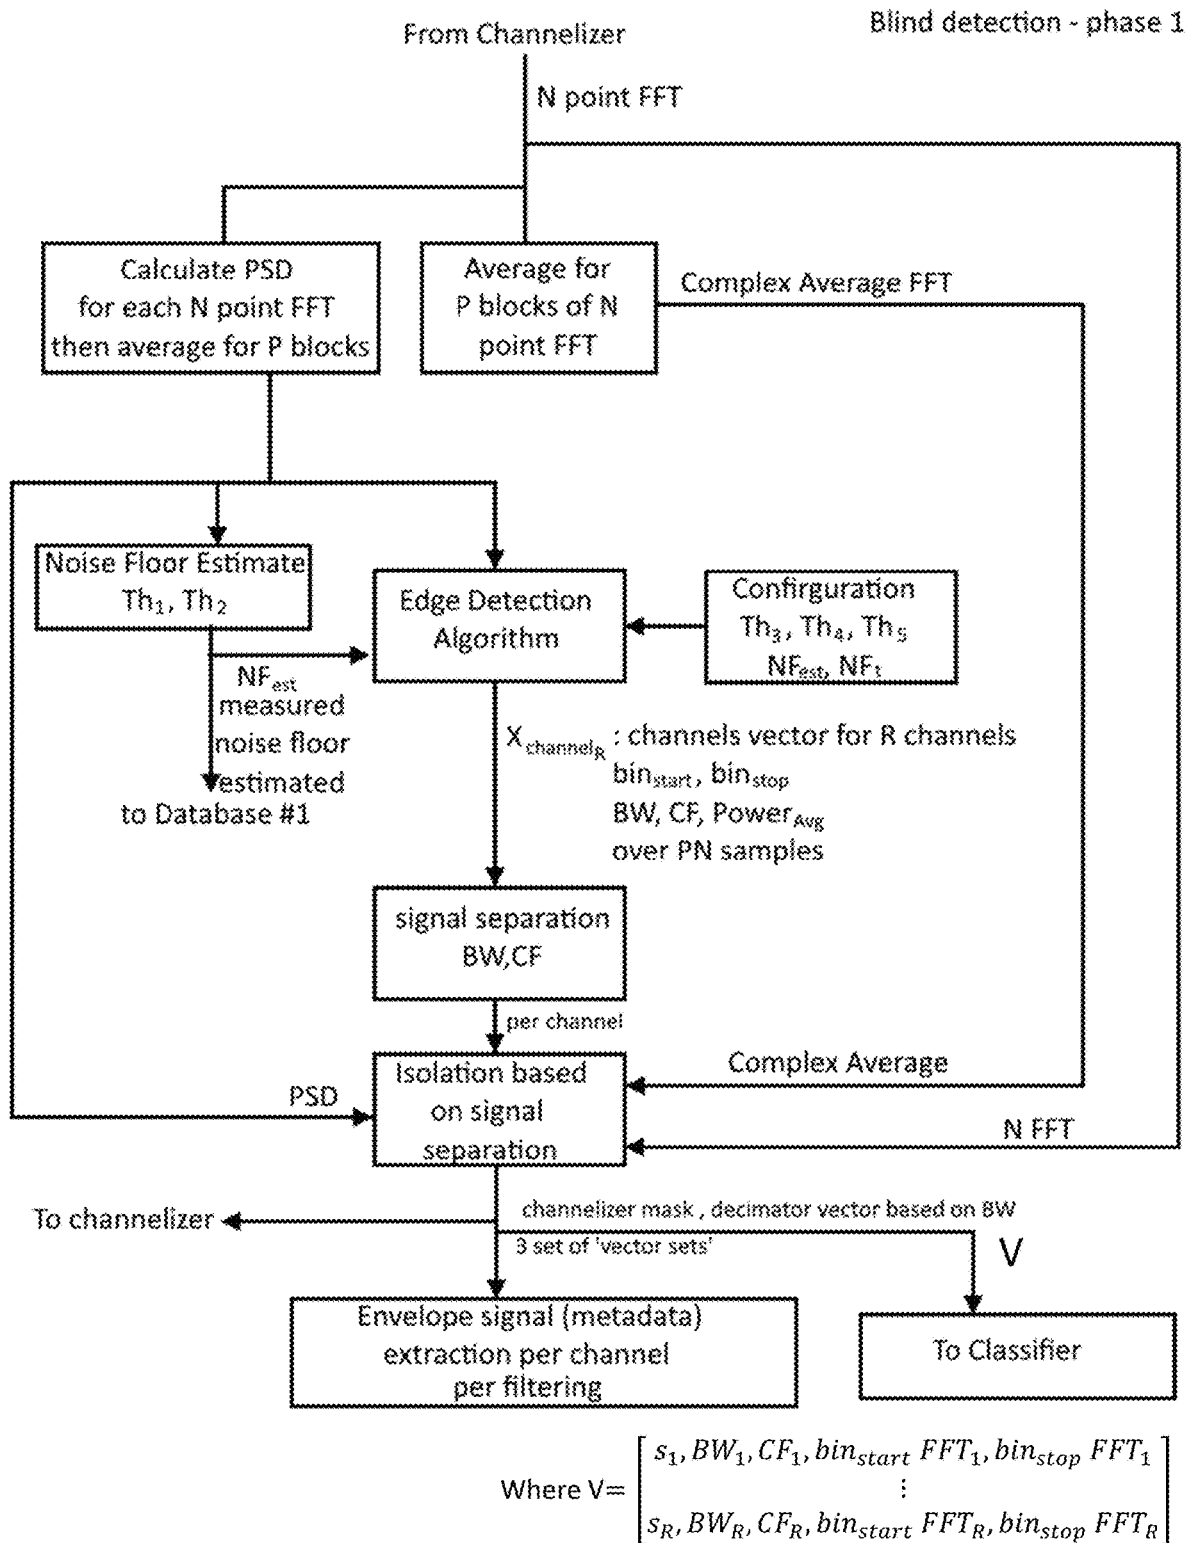 Blind detection - phase 1
From Channelizer
N point FFT
Calculate PSD
for each N point FFT
then average for P blocks
Average for
P blocks of N
point FFT
Complex Average FFT
Noise Floor Estimate
Th1, Th2
Edge Detection
Algorithm
Confirguration
Th3, Th4, Th5
NFest, NFt
NFest
measured
noise floor
estimated
to Database #1
XchannelR : channels vector for R channels
binstart, binstop
BW, CF, PowerAvg
over PN samples
signal separation
BW,CF
per channel
Isolation based
on signal
separation
Complex Average
PSD
N FFT
To channelizer
channelizer mask , decimator vector based on BW
3 set of 'vector sets'
V
Envelope signal (metadata)
extraction per channel
per filtering
To Classifier
s1, BW1, CF1, binstart FFT1, binstop FFT1
Where V=
⋮
sR, BWR, CFR, binstart FFTR, binstop FFTR